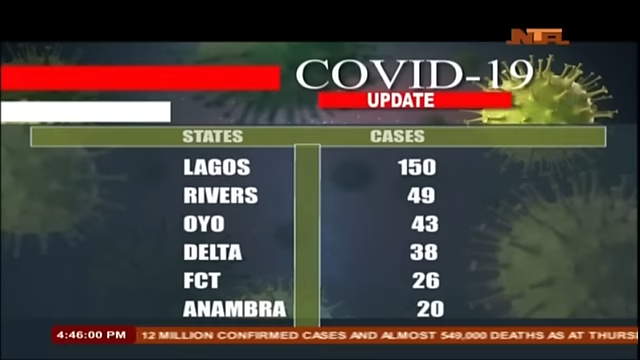 NTA
COVID-19
UPDATE
STATES CASES
LAGOS 150
RIVERS 49
OYO 43
DELTA 38
FCT 26
ANAMBRA 20
4:46:00 PM 12 MILLION CONFIRMED CASES AND ALMOST 549,000 DEATHS AS AT THURS